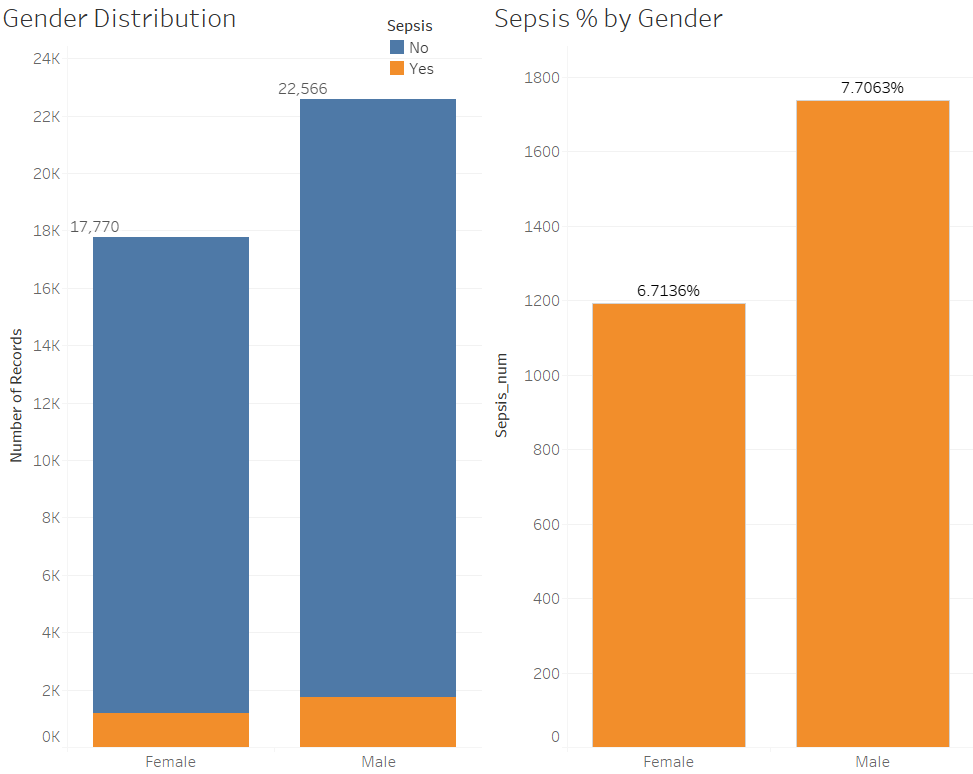 Gender Distribution
Sepsis
No
Yes
24K
22K
20K
18K
16K
14K
12K
10K
8K
6K
4K
2K
0K
Number of Records
17,770
22,566
Female
Male
Sepsis % by Gender
1800
1600
1400
1200
1000
800
600
400
200
0
Sepsis_num
6.7136%
7.7063%
Female
Male